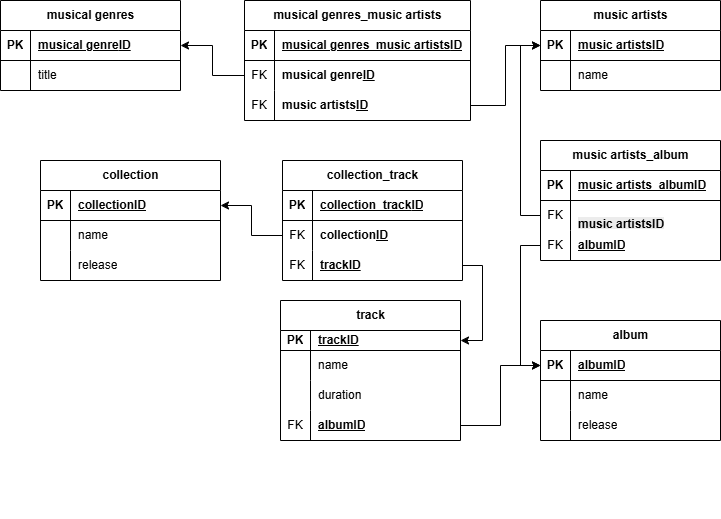 musical genres
PK musical genreID
title
musical genres_music artists
PK musical genres_music artistsID
FK musical genreID
FK music artistsID
music artists
PK music artistsID
name
collection
PK collectionID
name
release
collection_track
PK collection_trackID
FK collectionID
FK trackID
music artists_album
PK music artists_albumID
FK music artistsID
FK albumID
track
PK trackID
name
duration
FK albumID
album
PK albumID
name
release